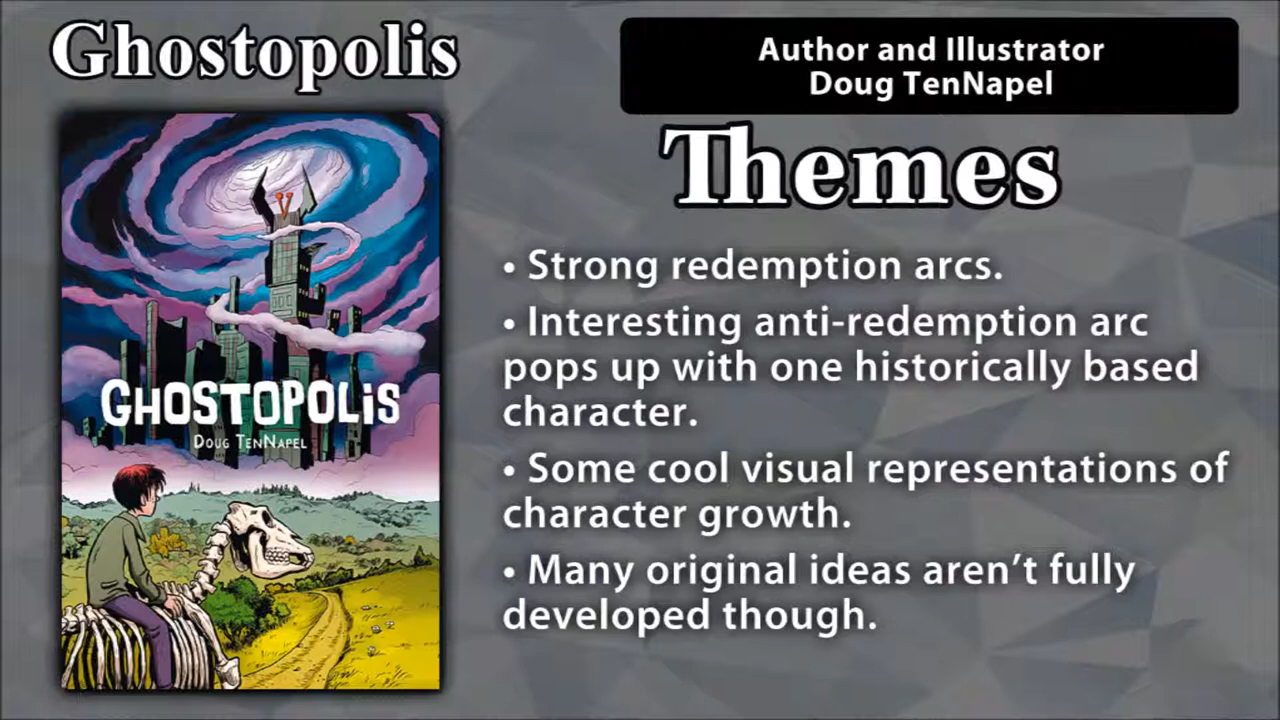 Ghostopolis
Author and Illustrator
Doug TenNapel
Themes
GHOSTOPOLiS
DOUG TENNAPEL
• Strong redemption arcs.
• Interesting anti-redemption arc
pops up with one historically based
character.
• Some cool visual representations of
character growth.
• Many original ideas aren’t fully
developed though.